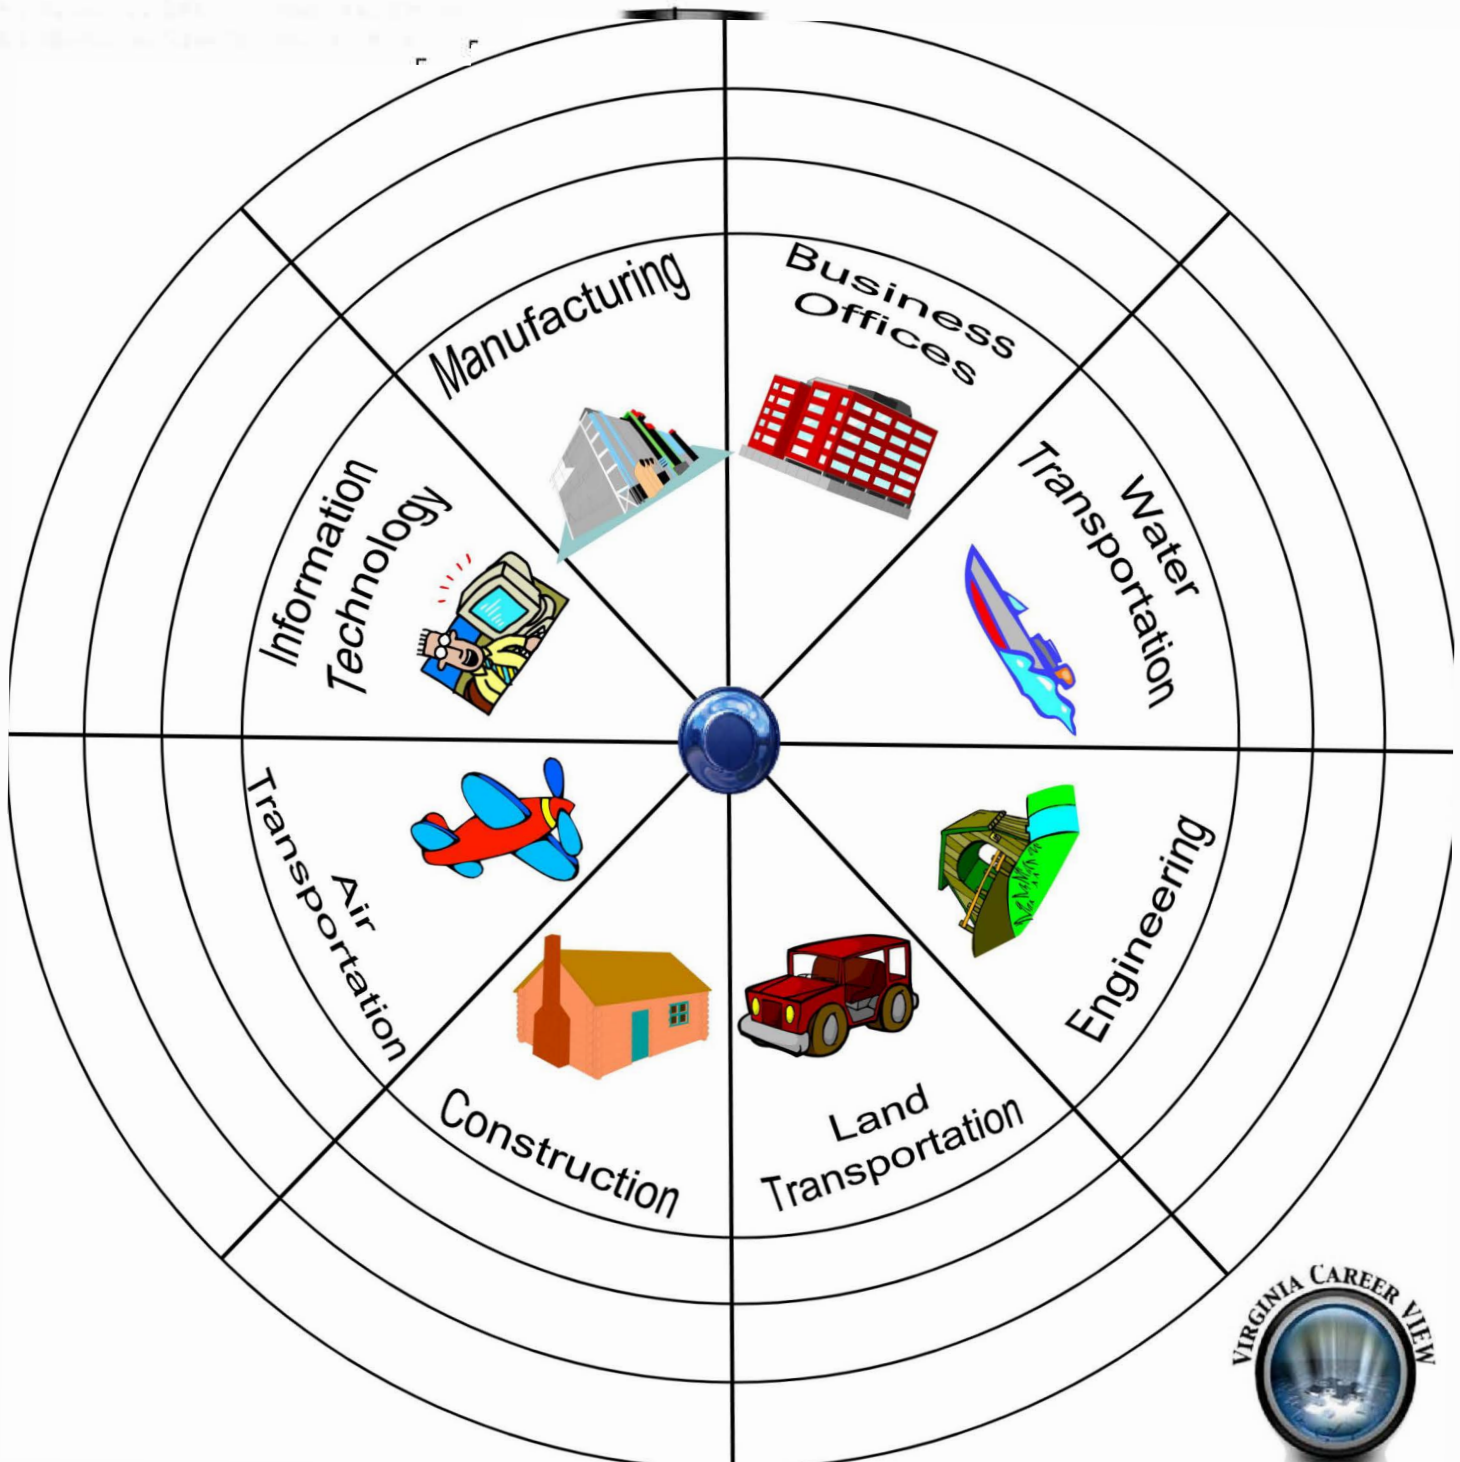 Manufacturing
Business
Offices
Water
Transportation
Engineering
Land
Transportation
Construction
Air
Transportation
Information
Technology
VIRGINIA CAREER VIEW